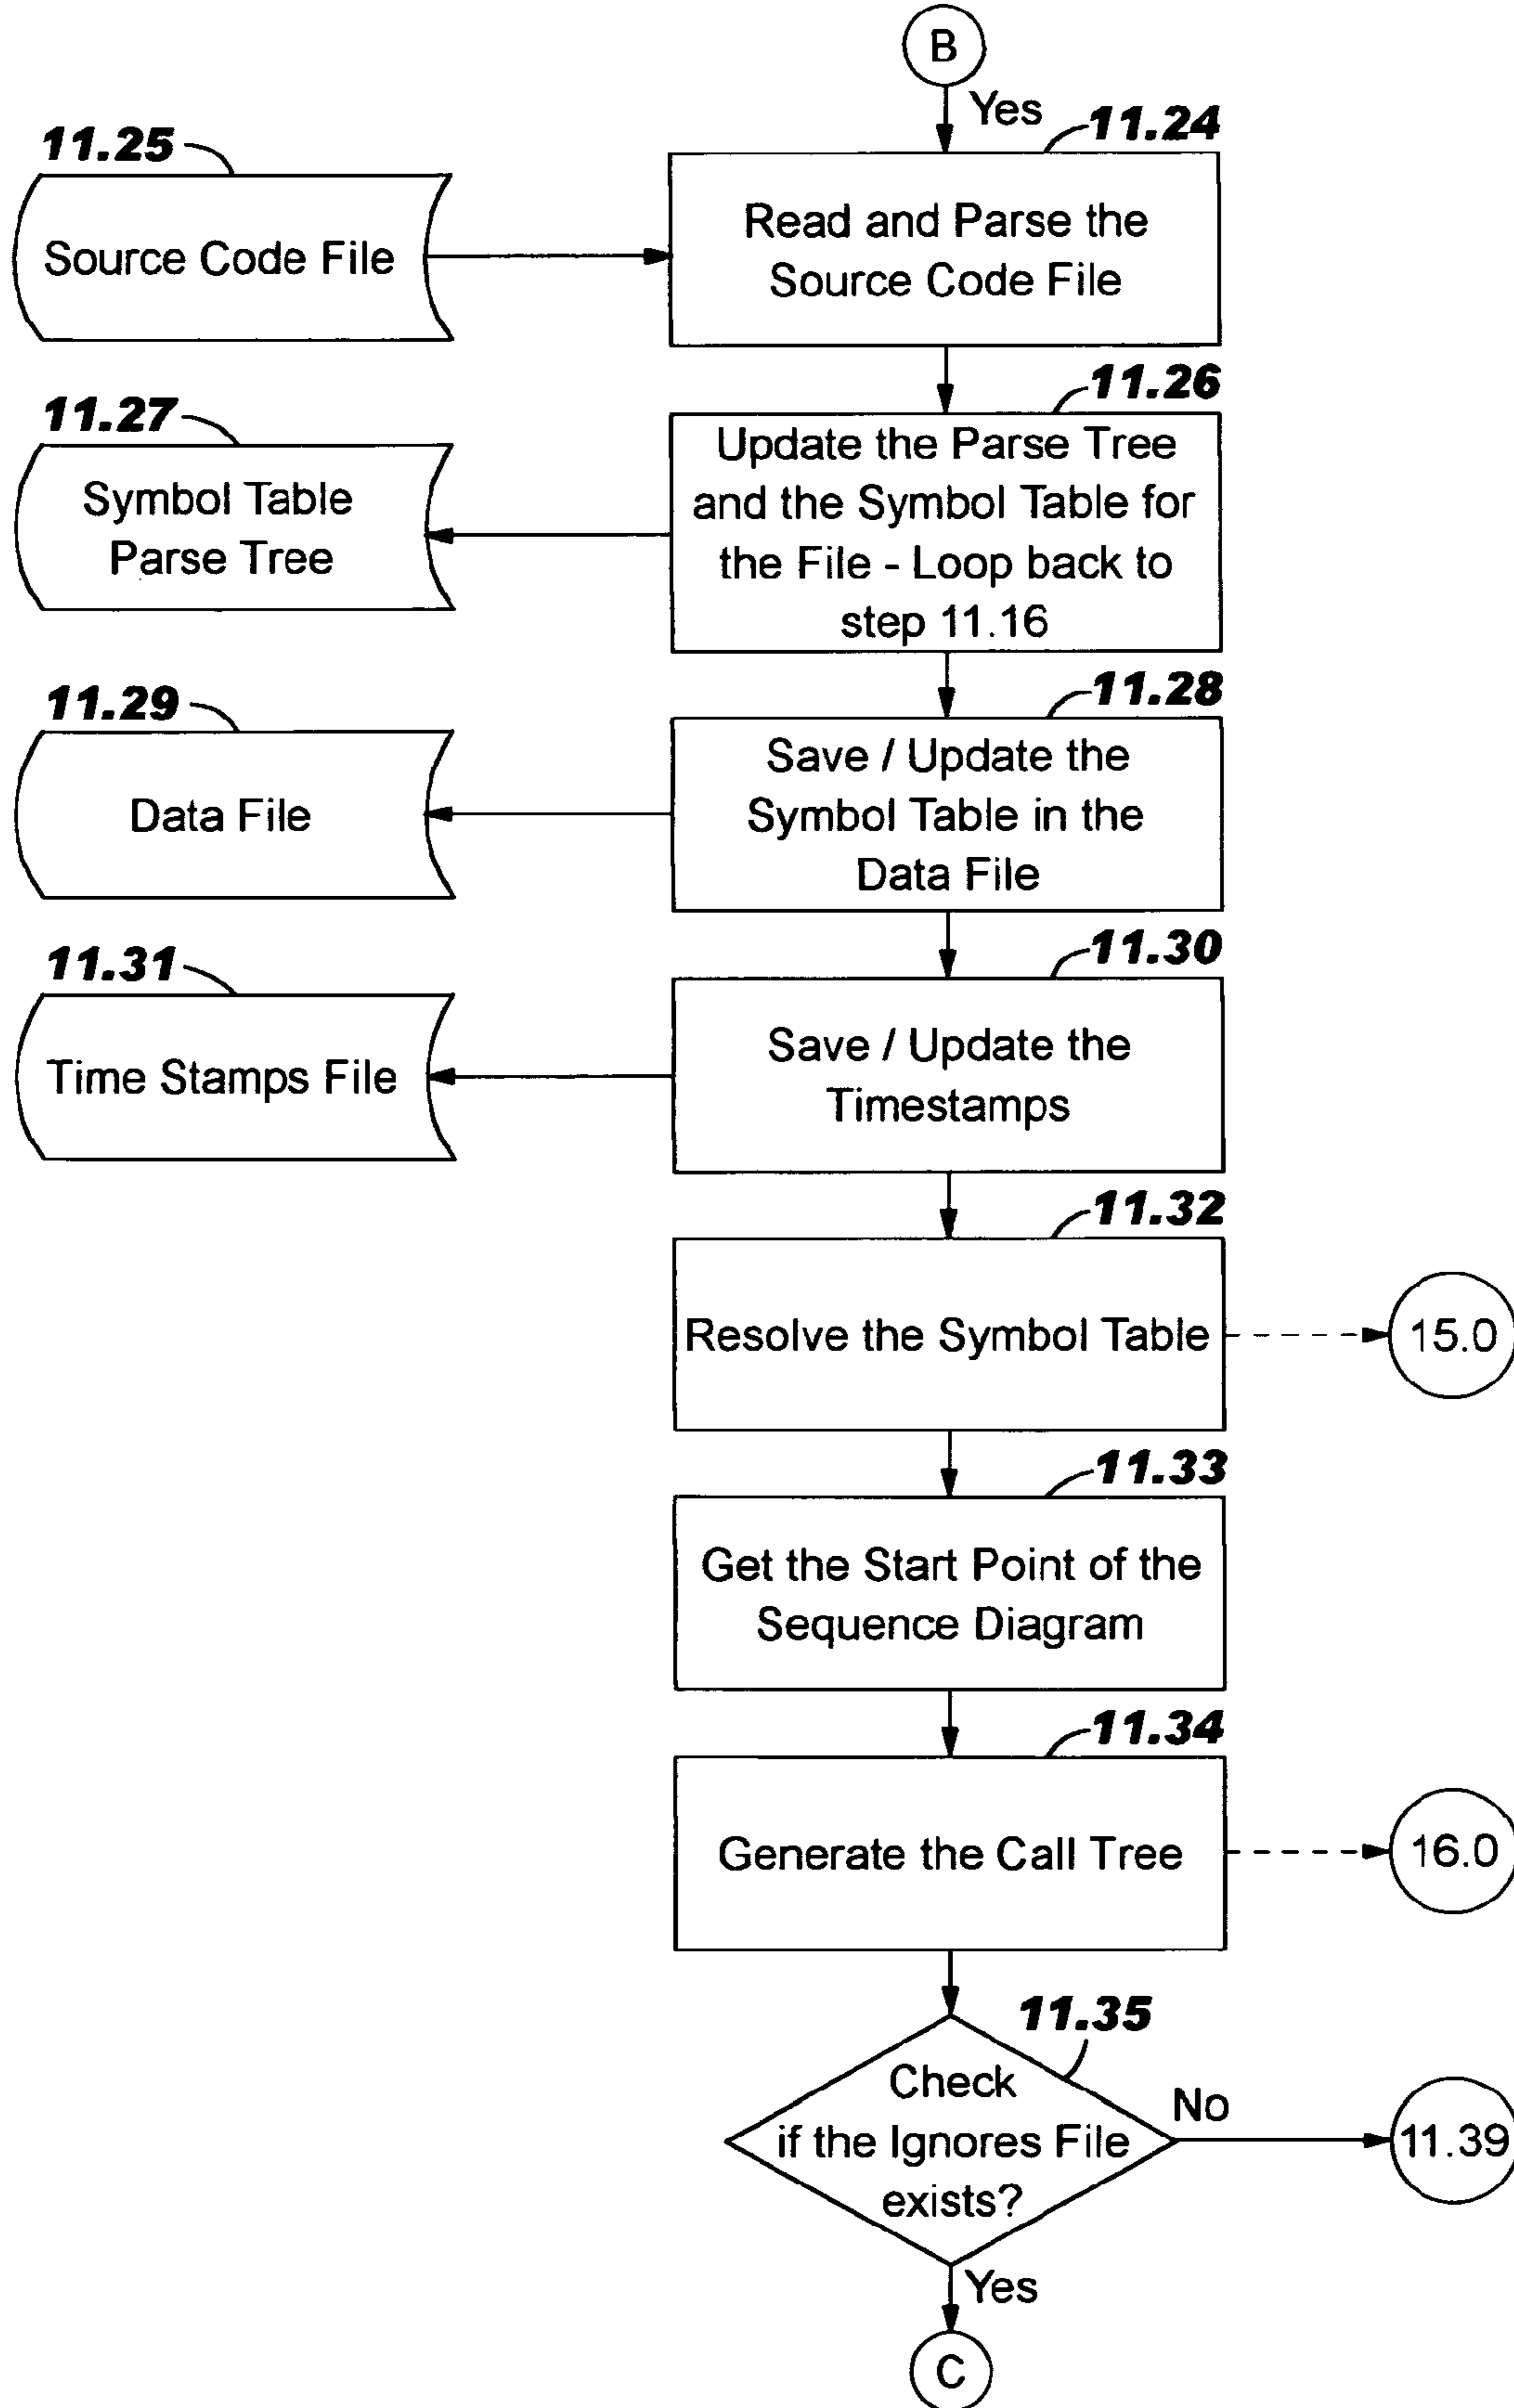 B
Yes
11.24
11.25
Read and Parse the
Source Code File
Source Code File
11.26
11.27
Update the Parse Tree
and the Symbol Table for
the File - Loop back to
step 11.16
Symbol Table
Parse Tree
11.28
11.29
Save / Update the
Symbol Table in the
Data File
Data File
11.30
11.31
Save / Update the
Timestamps
Time Stamps File
11.32
Resolve the Symbol Table
15.0
11.33
Get the Start Point of the
Sequence Diagram
11.34
Generate the Call Tree
16.0
11.35
Check
if the Ignores File
exists?
No
11.39
Yes
C